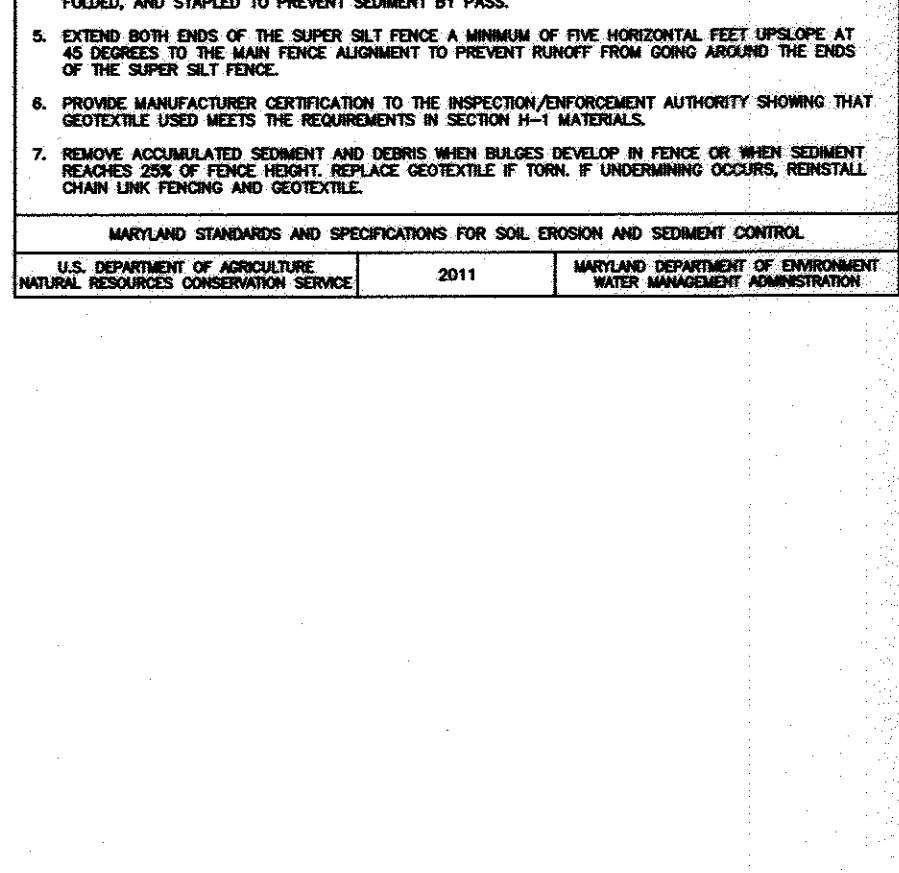 FOLDED, AND STAPLED TO PREVENT SEDIMENT BY PASS.
5. EXTEND BOTH ENDS OF THE SUPER SILT FENCE A MINIMUM OF FIVE HORIZONTAL FEET UPSLOPE AT
45 DEGREES TO THE MAIN FENCE ALIGNMENT TO PREVENT RUNOFF FROM GOING AROUND THE ENDS
OF THE SUPER SILT FENCE.
6. PROVIDE MANUFACTURER CERTIFICATION TO THE INSPECTION/ENFORCEMENT AUTHORITY SHOWING THAT
GEOTEXTILE USED MEETS THE REQUIREMENTS IN SECTION H-1 MATERIALS.
7. REMOVE ACCUMULATED SEDIMENT AND DEBRIS WHEN BULGES DEVELOP IN FENCE OR WHEN SEDIMENT
REACHES 25% OF FENCE HEIGHT. REPLACE GEOTEXTILE IF TORN. IF UNDERMINING OCCURS, REINSTALL
CHAIN LINK FENCING AND GEOTEXTILE.
MARYLAND STANDARDS AND SPECIFICATIONS FOR SOIL EROSION AND SEDIMENT CONTROL
U.S. DEPARTMENT OF AGRICULTURE
NATURAL RESOURCES CONSERVATION SERVICE
2011
MARYLAND DEPARTMENT OF ENVIRONMENT
WATER MANAGEMENT ADMINISTRATION